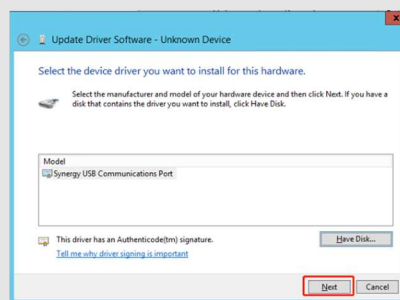 Update Driver Software - Unknown Device
Select the device driver you want to install for this hardware.
Select the manufacturer and model of your hardware device and then click Next. If you have a
disk that contains the driver you want to install, click Have Disk.
Model
Synergy USB Communications Port
This driver has an Authenticode(tm) signature.
Have Disk...
Tell me why driver signing is important
Next
Cancel